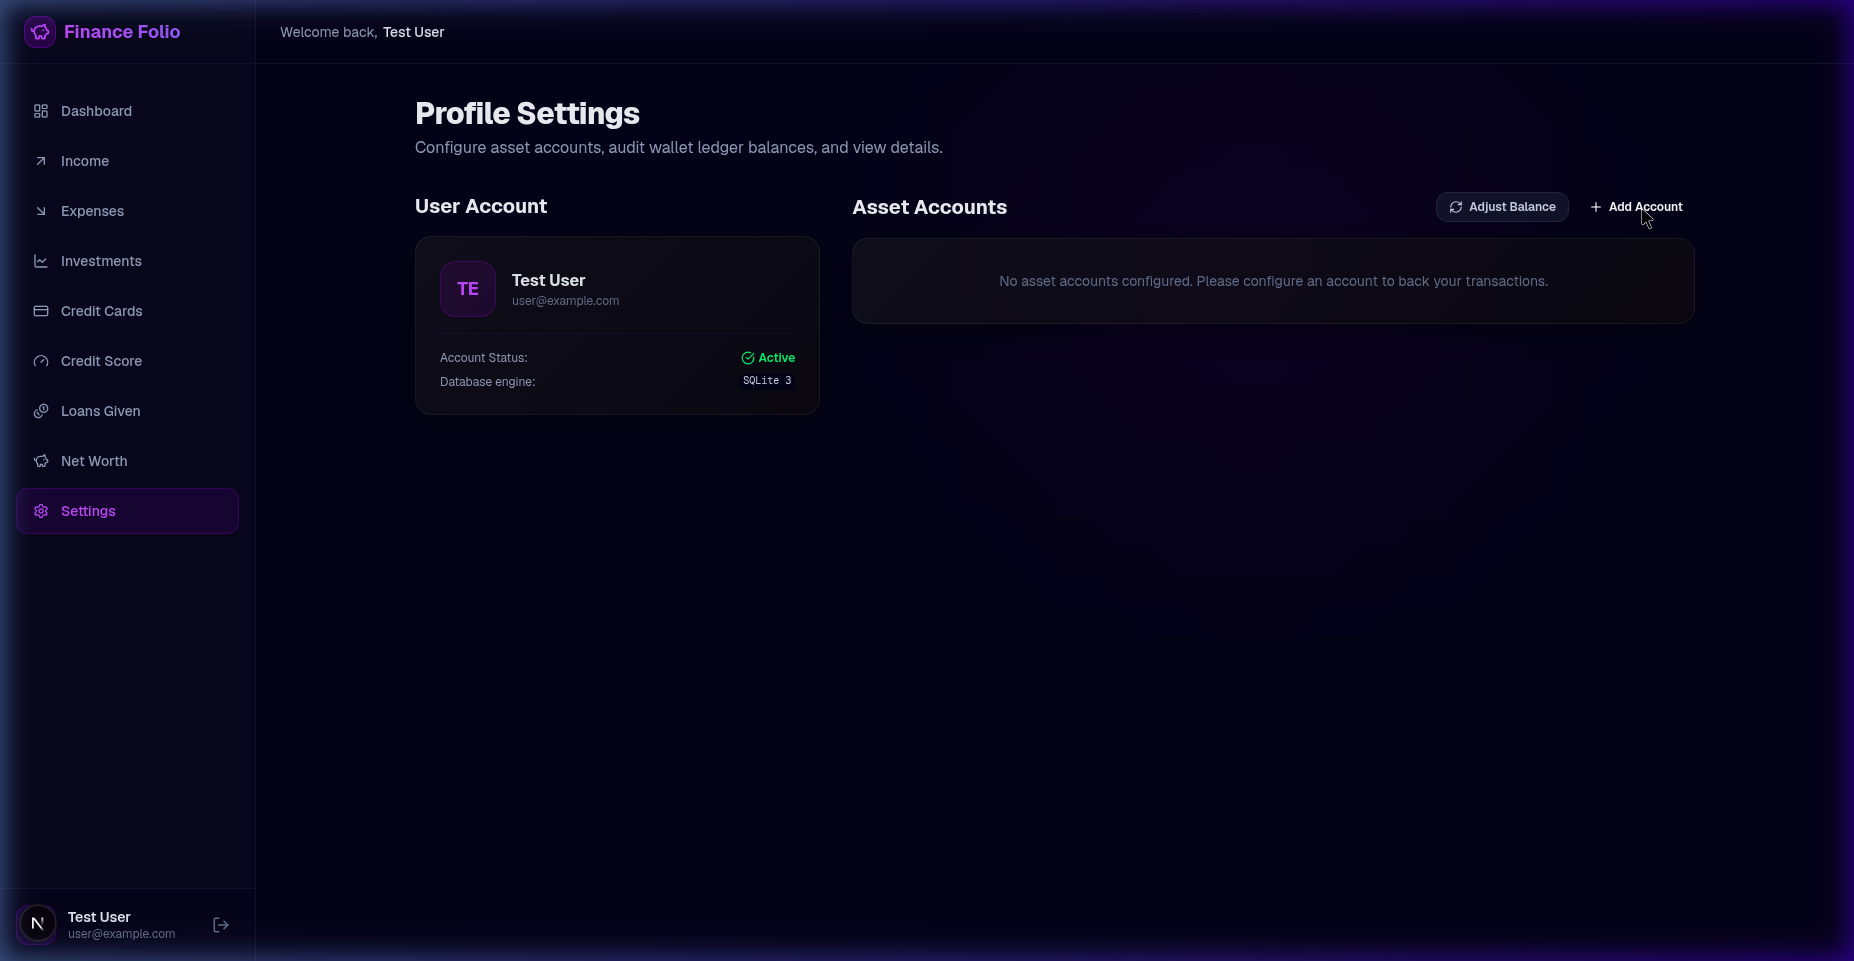 Finance Folio
Welcome back, Test User
Dashboard
Income
Expenses
Investments
Credit Cards
Credit Score
Loans Given
Net Worth
Settings
Profile Settings
Configure asset accounts, audit wallet ledger balances, and view details.
User Account
TE
Test User
user@example.com
Account Status:
Active
Database engine:
SQLite 3
Asset Accounts
Adjust Balance
Add Account
No asset accounts configured. Please configure an account to back your transactions.
N
Test User
user@example.com